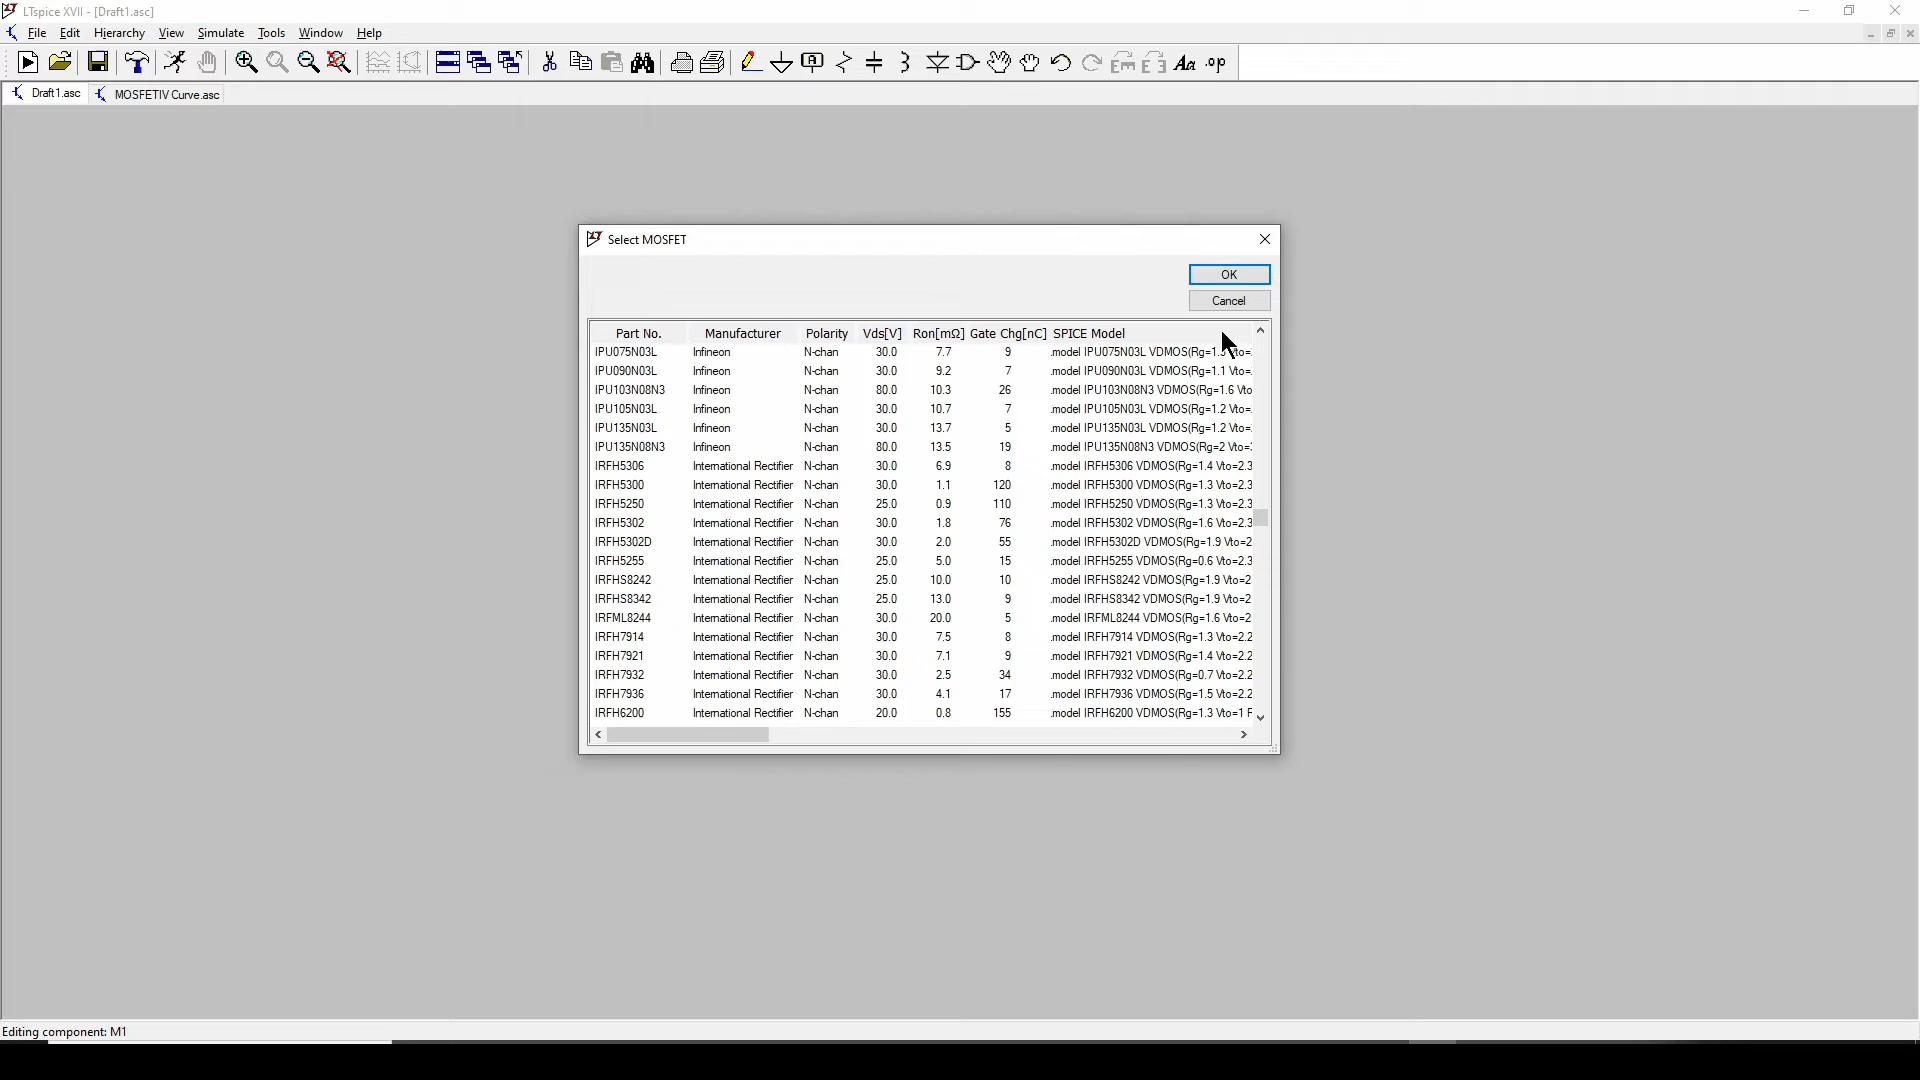 LTspice XVII - [Draft1.asc]
File Edit Hierarchy View Simulate Tools Window Help
Draft1.asc MOSFETIV Curve.asc
Select MOSFET
OK
Cancel
Part No. Manufacturer Polarity Vds[V] Ron[mΩ] Gate Chg[nC] SPICE Model
IPU075N03L Infineon N-chan 30.0 7.7 9 .model IPU075N03L VDMOS(Rg=1.
IPU090N03L Infineon N-chan 30.0 9.2 7 .model IPU090N03L VDMOS(Rg=1.1 Vto=
IPU103N08N3 Infineon N-chan 80.0 10.3 26 .model IPU103N08N3 VDMOS(Rg=1.6 Vto
IPU105N03L Infineon N-chan 30.0 10.7 7 .model IPU105N03L VDMOS(Rg=1.2 Vto=
IPU135N03L Infineon N-chan 30.0 13.7 5 .model IPU135N03L VDMOS(Rg=1.2 Vto=
IPU135N08N3 Infineon N-chan 80.0 13.5 19 .model IPU135N08N3 VDMOS(Rg=2 Vto=
IRFH5306 International Rectifier N-chan 30.0 6.9 8 .model IRFH5306 VDMOS(Rg=1.4 Vto=2.3
IRFH5300 International Rectifier N-chan 30.0 1.1 120 .model IRFH5300 VDMOS(Rg=1.3 Vto=2.3
IRFH5250 International Rectifier N-chan 25.0 0.9 110 .model IRFH5250 VDMOS(Rg=1.3 Vto=2.3
IRFH5302 International Rectifier N-chan 30.0 1.8 76 .model IRFH5302 VDMOS(Rg=1.6 Vto=2.3
IRFH5302D International Rectifier N-chan 30.0 2.0 55 .model IRFH5302D VDMOS(Rg=1.9 Vto=2
IRFH5255 International Rectifier N-chan 25.0 5.0 15 .model IRFH5255 VDMOS(Rg=0.6 Vto=2.3
IRFHS8242 International Rectifier N-chan 25.0 10.0 10 .model IRFHS8242 VDMOS(Rg=1.9 Vto=2
IRFHS8342 International Rectifier N-chan 25.0 13.0 9 .model IRFHS8342 VDMOS(Rg=1.9 Vto=2
IRFML8244 International Rectifier N-chan 30.0 20.0 5 .model IRFML8244 VDMOS(Rg=1.6 Vto=2
IRFH7914 International Rectifier N-chan 30.0 7.5 8 .model IRFH7914 VDMOS(Rg=1.3 Vto=2.2
IRFH7921 International Rectifier N-chan 30.0 7.1 9 .model IRFH7921 VDMOS(Rg=1.4 Vto=2.2
IRFH7932 International Rectifier N-chan 30.0 2.5 34 .model IRFH7932 VDMOS(Rg=0.7 Vto=2.2
IRFH7936 International Rectifier N-chan 30.0 4.1 17 .model IRFH7936 VDMOS(Rg=1.5 Vto=2.2
IRFH6200 International Rectifier N-chan 20.0 0.8 155 .model IRFH6200 VDMOS(Rg=1.3 Vto=1 F
Editing component: M1